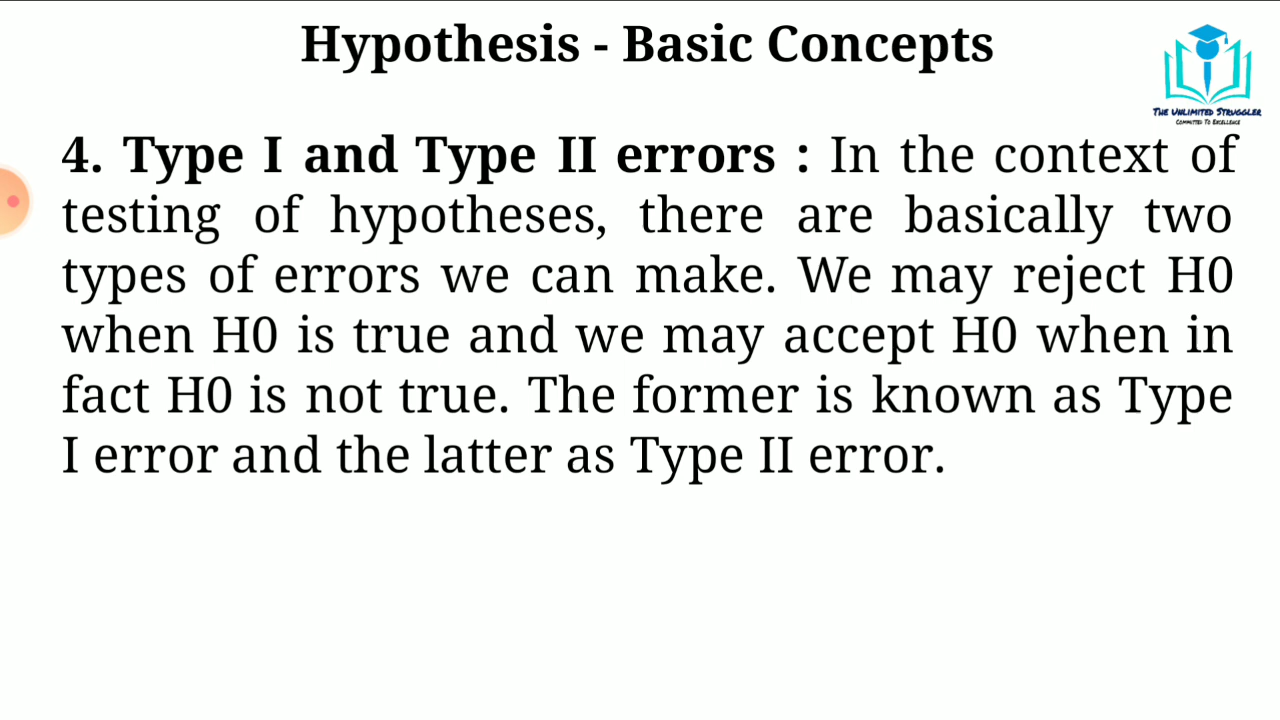 Hypothesis - Basic Concepts
THE UNLIMITED STRUGGLER
COMMITTED TO EXCELLENCE
4. Type I and Type II errors : In the context of
testing of hypotheses, there are basically two
types of errors we can make. We may reject H0
when H0 is true and we may accept H0 when in
fact H0 is not true. The former is known as Type
I error and the latter as Type II error.